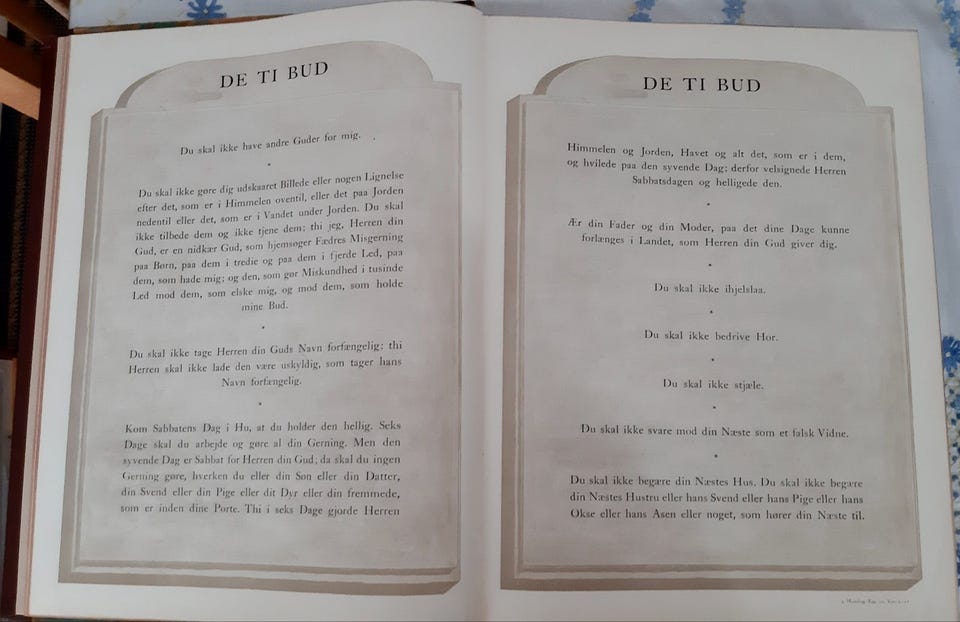 DE TI BUD
Du skal ikke have andre Guder for mig.
Du skal ikke gøre dig udskaaret Billede eller nogen Lignelse
efter det, som er i Himmelen oventil, eller det paa Jorden
nedentil eller det, som er i Vandet under Jorden. Du skal
ikke tilbede dem og ikke tjene dem; thi jeg, Herren din
Gud, er en nidkær Gud, som hjemsøger Fædres Misgerning
paa Børn, paa dem i tredie og paa dem i fjerde Led, paa
dem, som hade mig; og den, som gør Miskundhed i tusinde
Led mod dem, som elske mig, og mod dem, som holde
mine Bud.
Du skal ikke tage Herren din Guds Navn forfængelig; thi
Herren skal ikke lade den være uskyldig, som tager hans
Navn forfængelig.
Kom Sabbatens Dag i Hu, at du holder den hellig. Seks
Dage skal du arbejde og gøre al din Gerning. Men den
syvende Dag er Sabbat for Herren din Gud; da skal du ingen
Gerning gøre, hverken du eller din Søn eller din Datter,
din Svend eller din Pige eller dit Dyr eller din fremmede,
som er inden dine Porte. Thi i seks Dage gjorde Herren
DE TI BUD
Himmelen og Jorden, Havet og alt det, som er i dem,
og hvilede paa den syvende Dag; derfor velsignede Herren
Sabbatsdagen og helligede den.
Ær din Fader og din Moder, paa det dine Dage kunne
forlænges i Landet, som Herren din Gud giver dig.
Du skal ikke ihjelslaa.
Du skal ikke bedrive Hor.
Du skal ikke stjæle.
Du skal ikke svare mod din Næste som et falsk Vidne.
Du skal ikke begære din Næstes Hus. Du skal ikke begære
din Næstes Hustru eller hans Svend eller hans Pige eller hans
Okse eller hans Asen eller noget, som hører din Næste til.